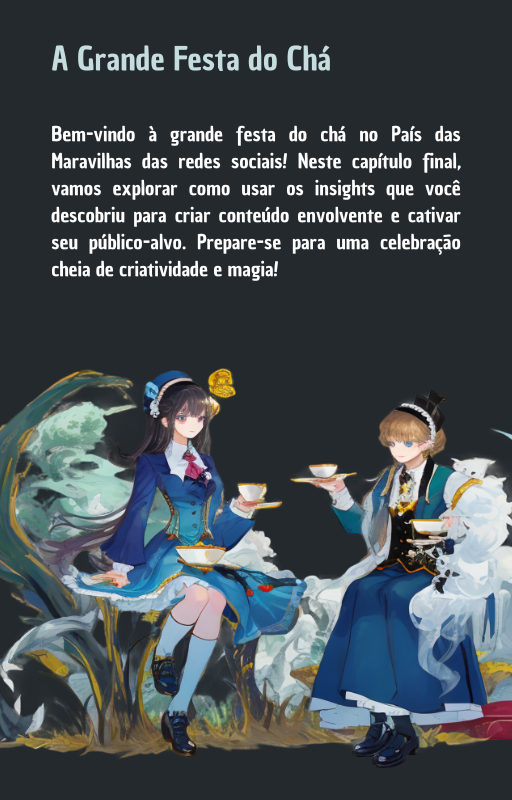 A Grande Festa do Chá
Bem-vindo à grande festa do chá no País das
Maravilhas das redes sociais! Neste capítulo final,
vamos explorar como usar os insights que você
descobriu para criar conteúdo envolvente e cativar
seu público-alvo. Prepare-se para uma celebração
cheia de criatividade e magia!